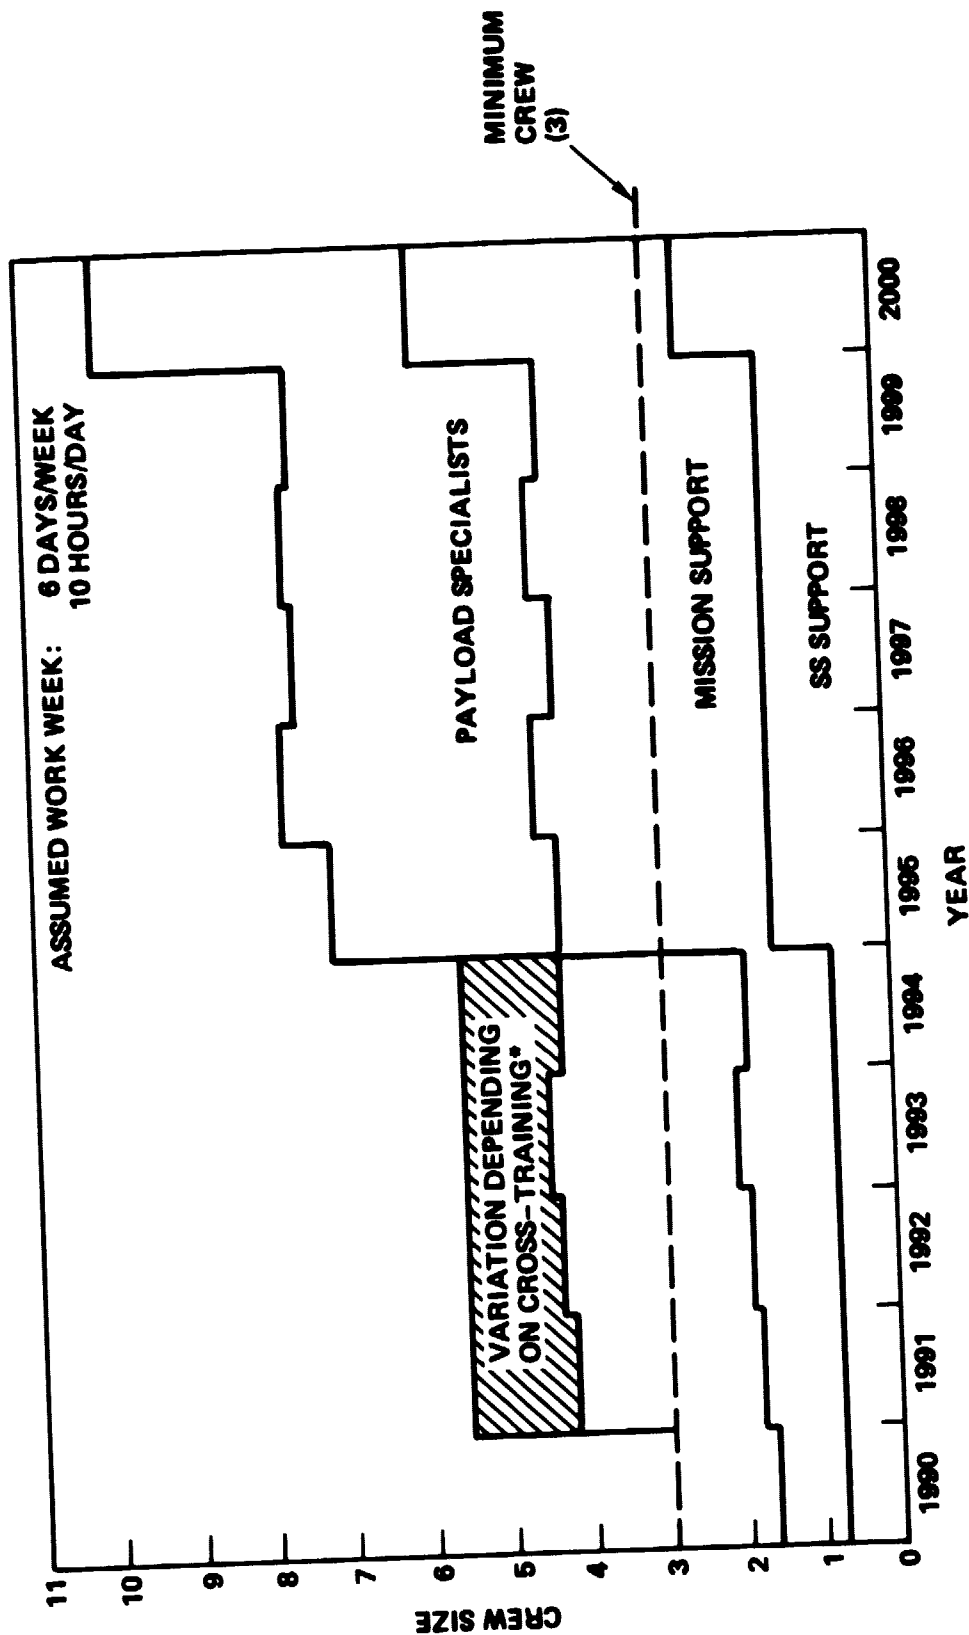 ASSUMED WORK WEEK: 6 DAYS/WEEK
10 HOURS/DAY
CREW SIZE
11
10
9
8
7
6
5
4
3
2
1
0
VARIATION DEPENDING
ON CROSS-TRAINING*
PAYLOAD SPECIALISTS
MISSION SUPPORT
SS SUPPORT
MINIMUM
CREW
(3)
1990
1991
1992
1993
1994
1995
1996
1997
1998
1999
2000
YEAR